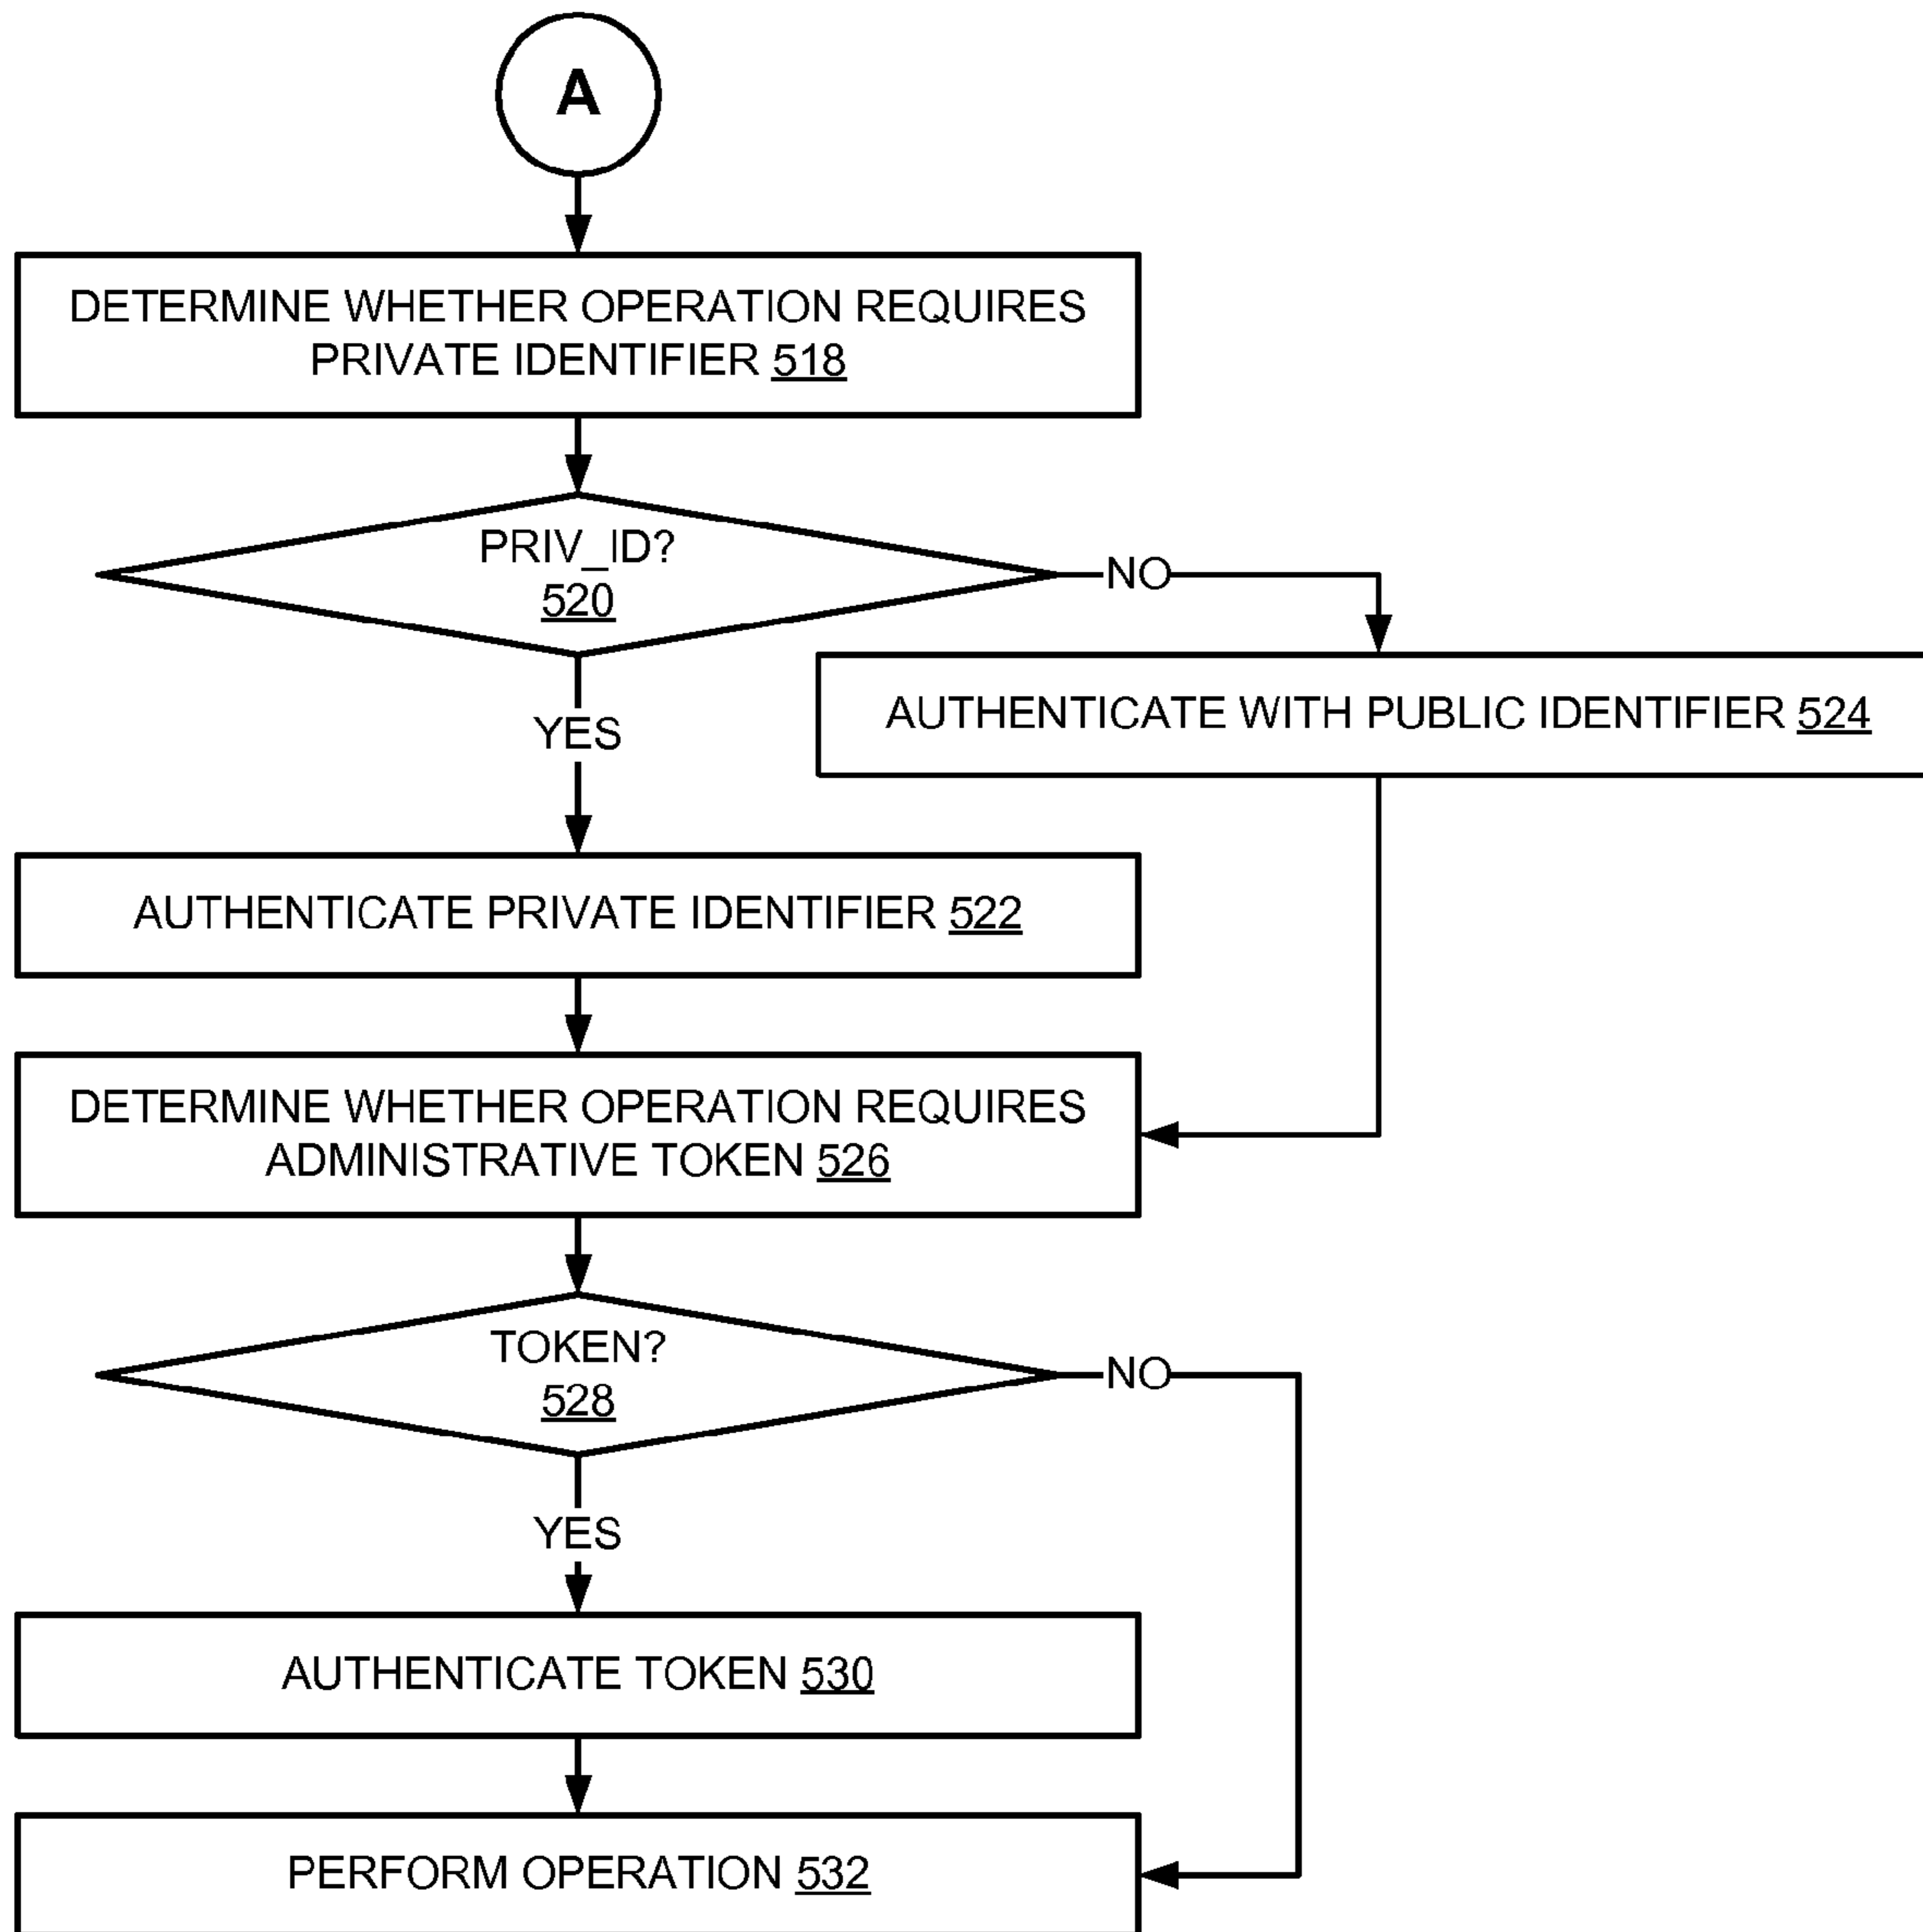 A
DETERMINE WHETHER OPERATION REQUIRES
PRIVATE IDENTIFIER 518
PRIV_ID?
520
NO
YES
AUTHENTICATE WITH PUBLIC IDENTIFIER 524
AUTHENTICATE PRIVATE IDENTIFIER 522
DETERMINE WHETHER OPERATION REQUIRES
ADMINISTRATIVE TOKEN 526
TOKEN?
528
NO
YES
AUTHENTICATE TOKEN 530
PERFORM OPERATION 532